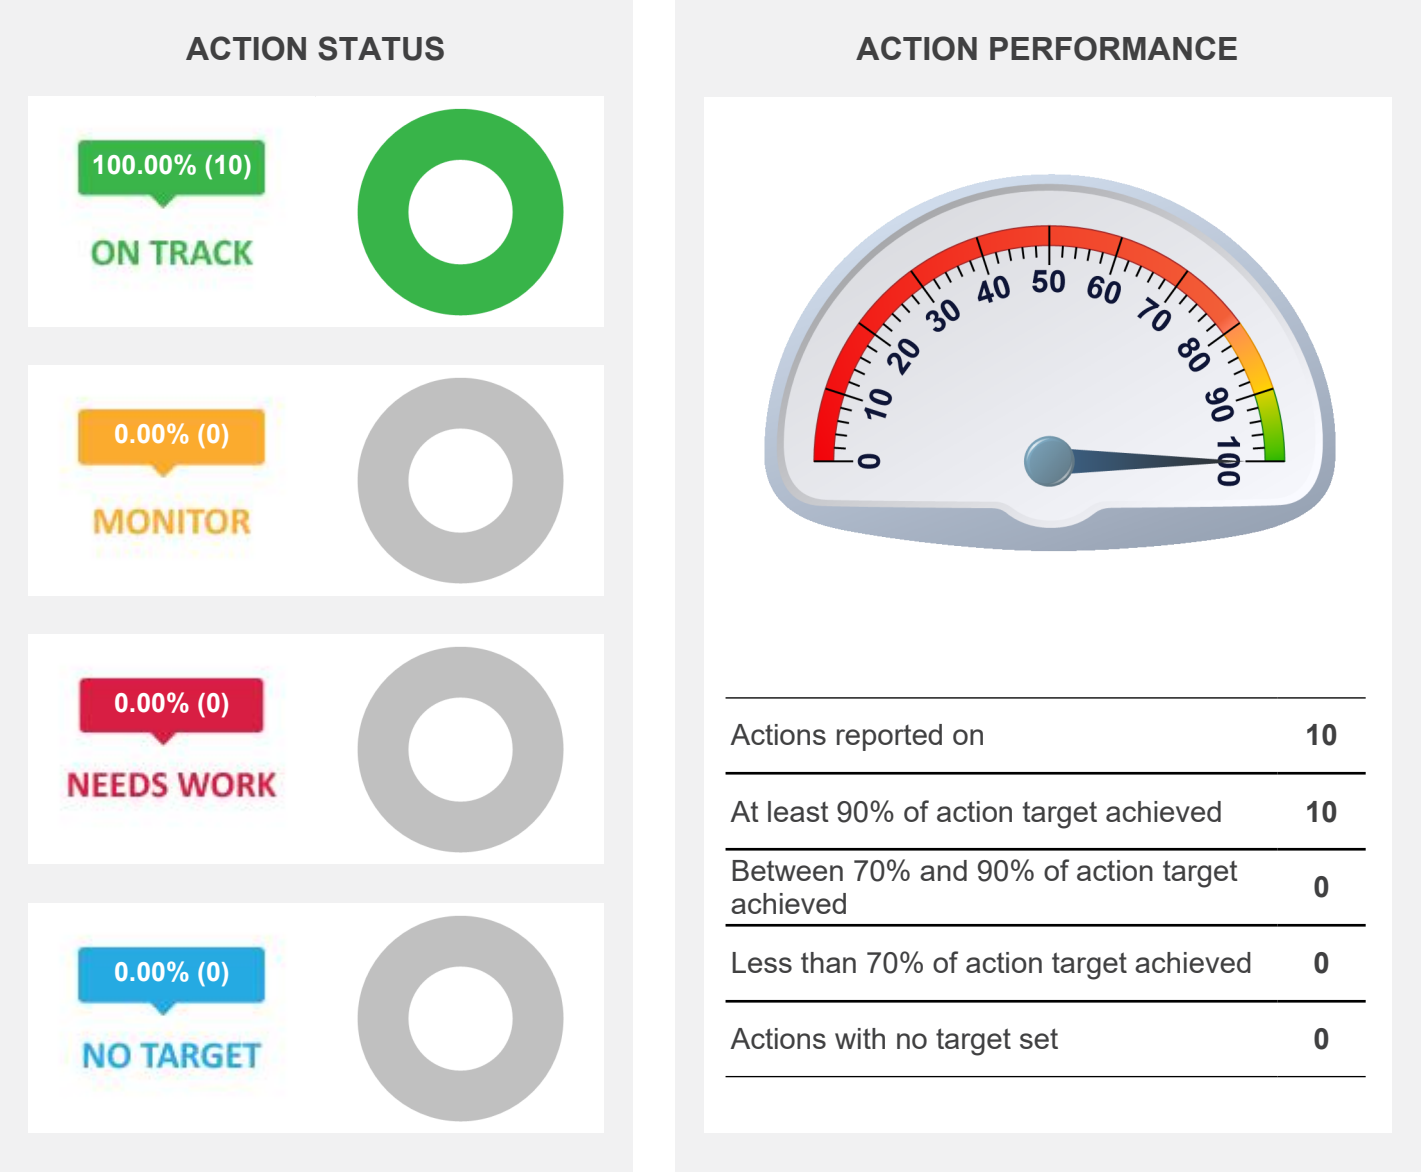 ACTION STATUS
100.00% (10)
ON TRACK
0.00% (0)
MONITOR
0.00% (0)
NEEDS WORK
0.00% (0)
NO TARGET
ACTION PERFORMANCE
0 10 20 30 40 50 60 70 80 90 100
Actions reported on 10
At least 90% of action target achieved 10
Between 70% and 90% of action target
achieved 0
Less than 70% of action target achieved 0
Actions with no target set 0